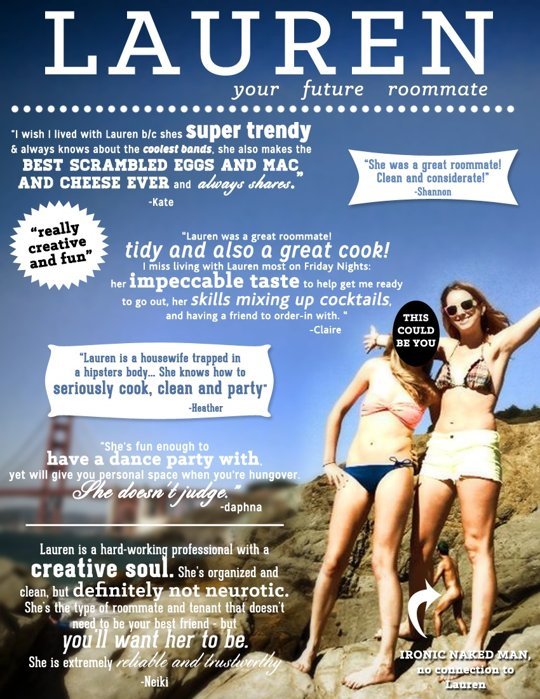 LAUREN
your future roommate
"I wish I lived with Lauren b/c shes super trendy
& always knows about the coolest bands, she also makes the
BEST SCRAMBLED EGGS AND MAC
AND CHEESE EVER and always shares."
-Kate
"She was a great roommate!
Clean and considerate!"
-Shannon
"really
creative
and fun"
"Lauren was a great roommate!
tidy and also a great cook!
I miss living with Lauren most on Friday Nights:
her impeccable taste to help get me ready
to go out, her skills mixing up cocktails,
and having a friend to order-in with. "
-Claire
THIS
COULD
BE YOU
"Lauren is a housewife trapped in
a hipsters body... She knows how to
seriously cook, clean and party"
-Heather
"She's fun enough to
have a dance party with,
yet will give you personal space when you're hungover.
She doesn't judge."
-daphna
Lauren is a hard-working professional with a
creative soul. She's organized and
clean, but definitely not neurotic.
She's the type of roommate and tenant that doesn't
need to be your best friend - but
you'll want her to be.
She is extremely reliable and trustworthy
-Neiki
IRONIC NAKED MAN,
no connection to
Lauren